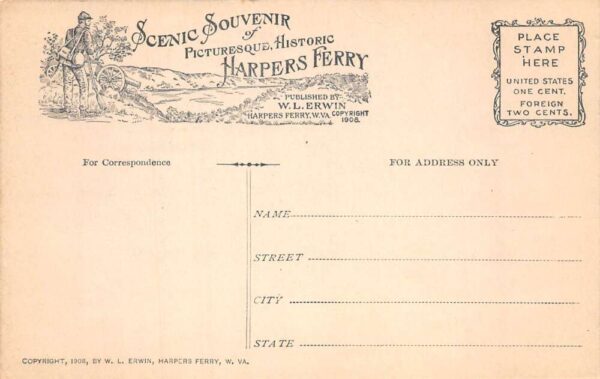 Scenic Souvenir
of
Picturesque, Historic
Harpers Ferry
PUBLISHED BY
W. L. ERWIN
HARPERS FERRY, W. VA. COPYRIGHT
1908.
PLACE
STAMP
HERE
UNITED STATES
ONE CENT.
FOREIGN
TWO CENTS.
For Correspondence
FOR ADDRESS ONLY
NAME
STREET
CITY
STATE
COPYRIGHT, 1908, BY W. L. ERWIN, HARPERS FERRY, W. VA.